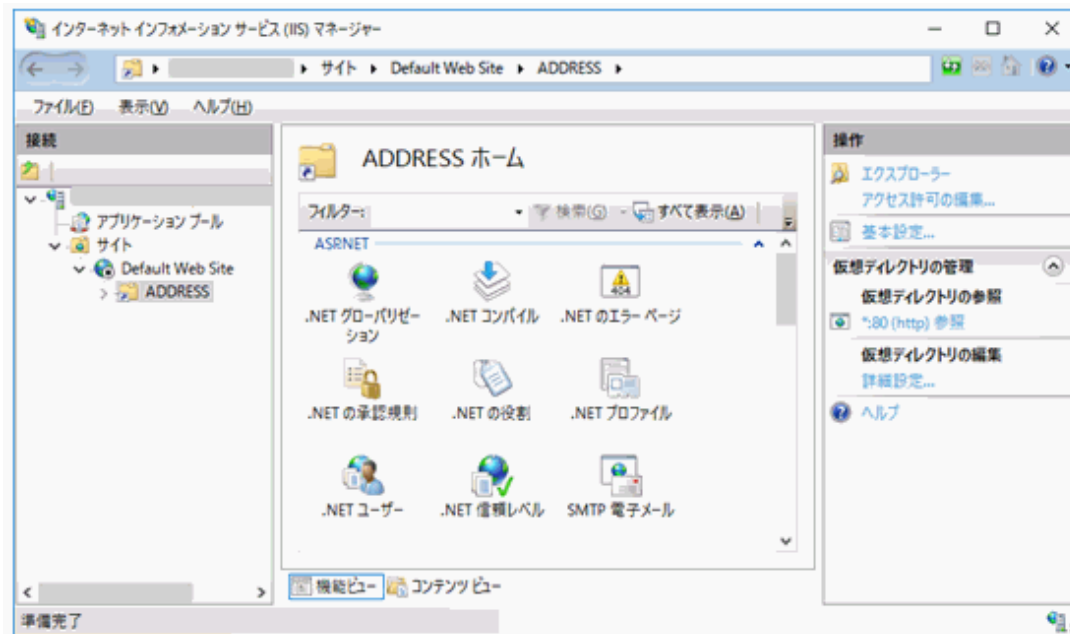 インターネット インフォメーション サービス (IIS) マネージャー
サイト Default Web Site ADDRESS
ファイル(F) 表示(V) ヘルプ(H)
接続
アプリケーション プール
サイト
Default Web Site
ADDRESS
ADDRESS ホーム
フィルター: 検索(G) すべて表示(A)
ASRNET
.NET グローバリゼーション
.NET コンパイル
.NET のエラー ページ
404
.NET の承認規則
.NET の役割
.NET プロファイル
.NET ユーザー
.NET 信頼レベル
SMTP 電子メール
機能ビュー コンテンツ ビュー
操作
エクスプローラー
アクセス許可の編集...
基本設定...
仮想ディレクトリの管理
仮想ディレクトリの参照
*:80 (http) 参照
仮想ディレクトリの編集
詳細設定...
ヘルプ
準備完了